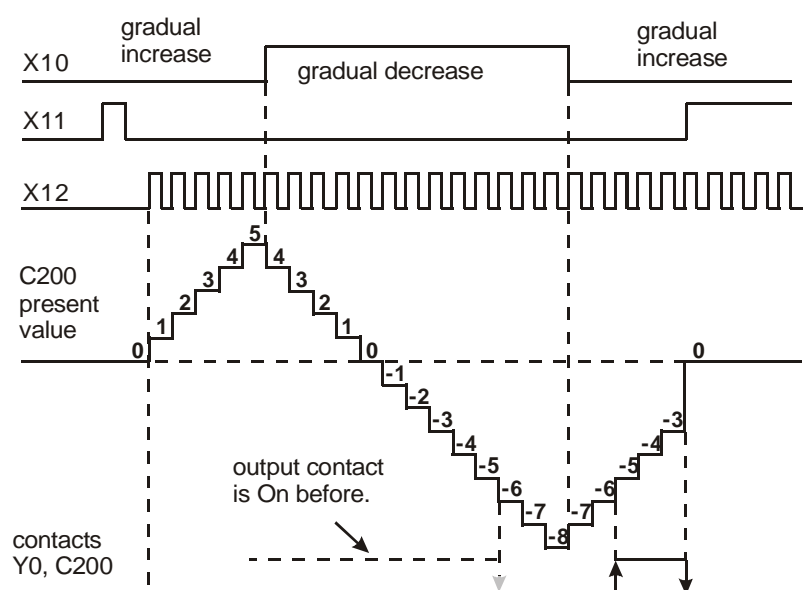 gradual
increase
gradual
increase
X10
gradual decrease
X11
X12
C200
present
value
0
1
2
3
4
5
4
3
2
1
0
-1
-2
-3
-4
-5
-6
-7
-8
-7
-6
-5
-4
-3
0
output contact
is On before.
contacts
Y0, C200